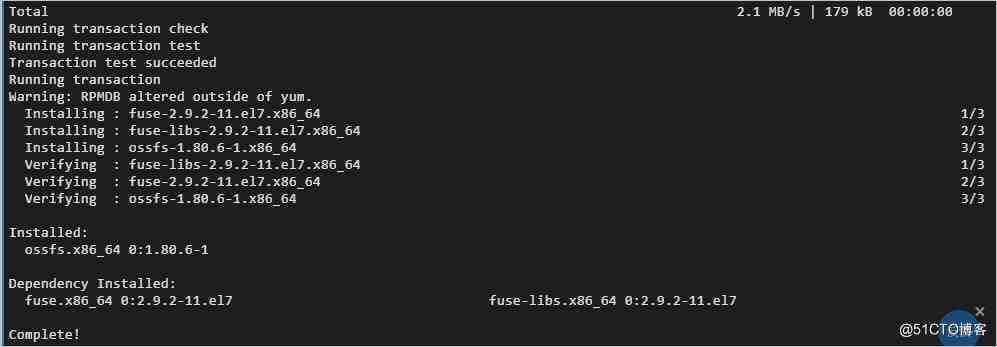 Total 2.1 MB/s | 179 kB 00:00:00
Running transaction check
Running transaction test
Transaction test succeeded
Running transaction
Warning: RPMDB altered outside of yum.
Installing : fuse-2.9.2-11.el7.x86_64 1/3
Installing : fuse-libs-2.9.2-11.el7.x86_64 2/3
Installing : ossfs-1.80.6-1.x86_64 3/3
Verifying : fuse-libs-2.9.2-11.el7.x86_64 1/3
Verifying : fuse-2.9.2-11.el7.x86_64 2/3
Verifying : ossfs-1.80.6-1.x86_64 3/3
Installed:
ossfs.x86_64 0:1.80.6-1
Dependency Installed:
fuse.x86_64 0:2.9.2-11.el7 fuse-libs.x86_64 0:2.9.2-11.el7
Complete!
@51CTO博客